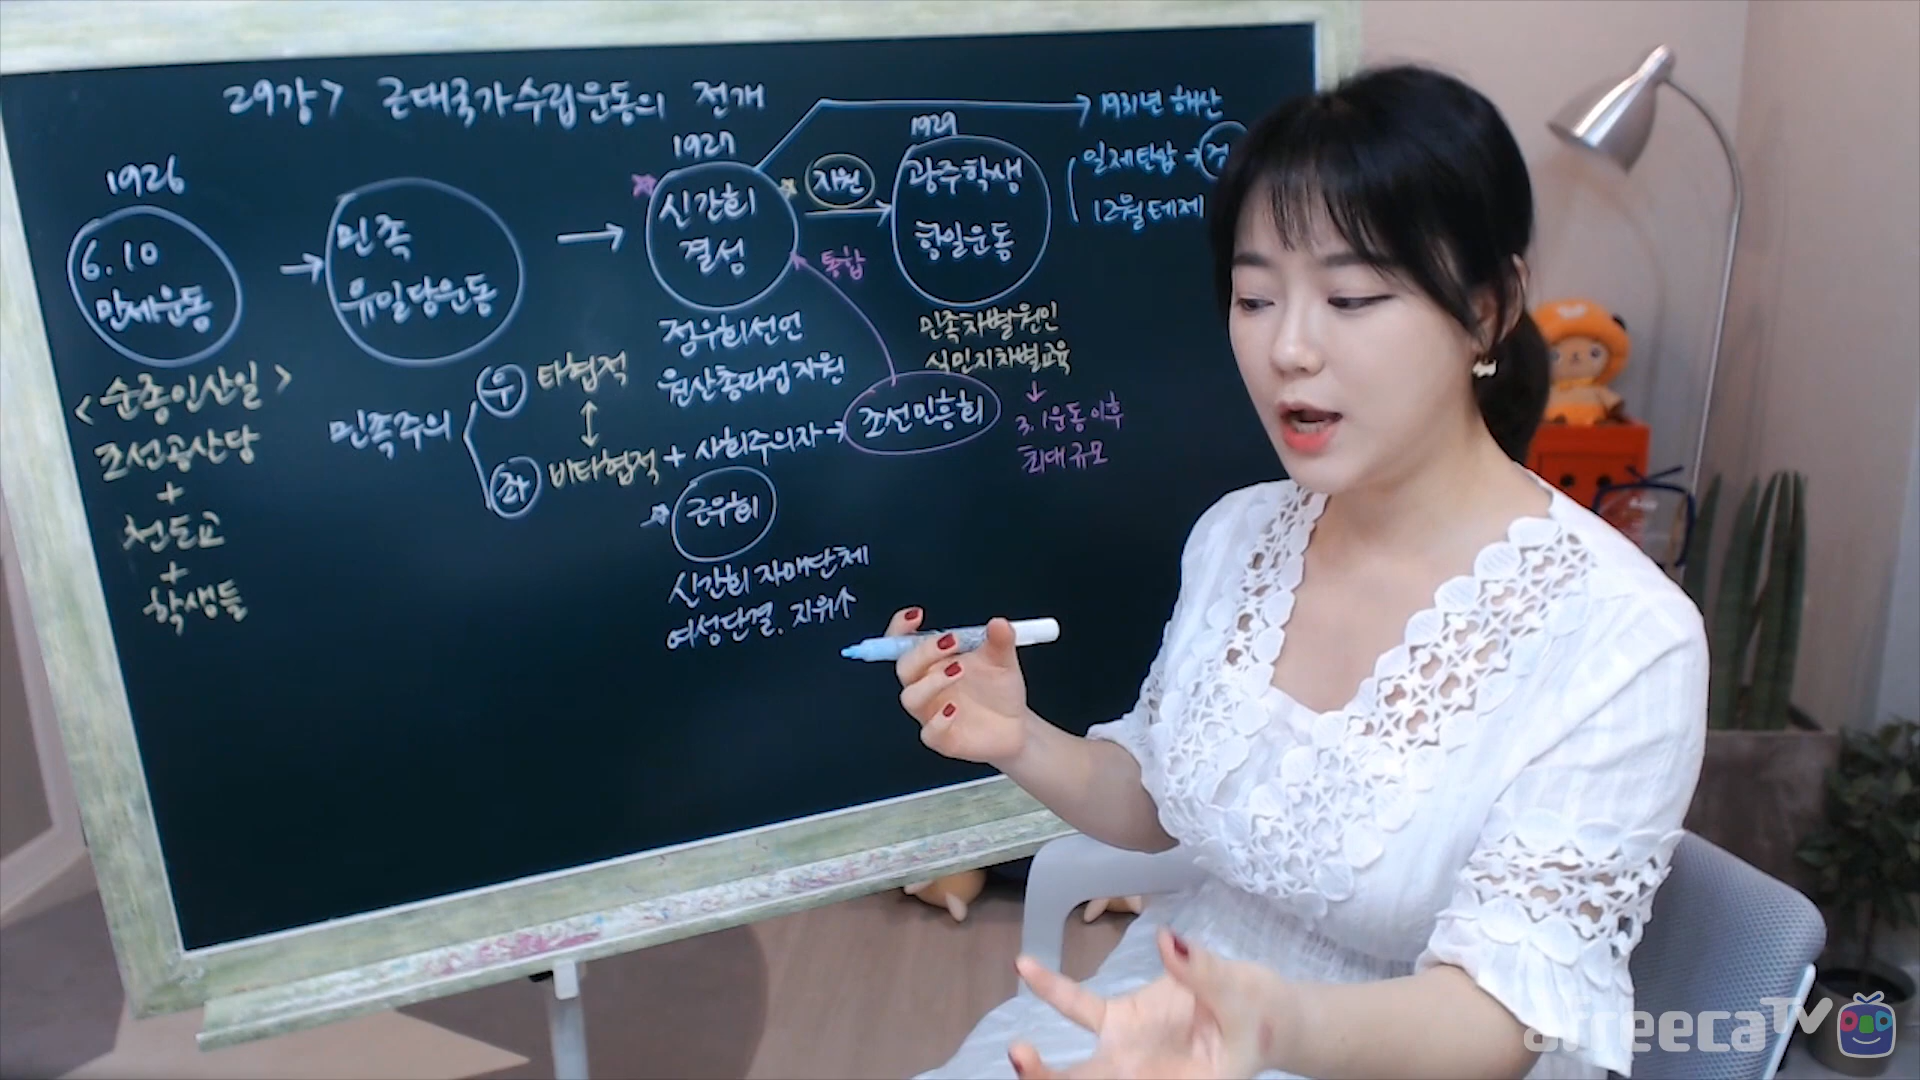 29강> 근대국가수립운동의 전개
1926
6.10
만세운동
<순종인산일>
조선공산당
+
천도교
+
학생들
→
민족
유일당운동
민족주의
우 타협적
↕
좌 비타협적 + 사회주의자 → 조선민흥회
→
1927
신간회
결성
정우회선언
원산총파업 지원
통합
근우회
신간회 자매단체
여성단결. 지위↑
지원
1929
광주학생
항일운동
민족차별원인
식민지차별교육
↓
3.1운동이후
최대규모
1931년 해산
일제탄압 →
12월테제
afreecaTV